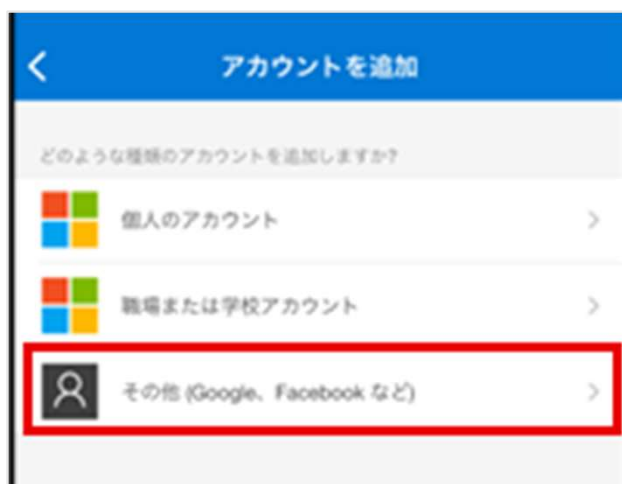 アカウントを追加
どのような種類のアカウントを追加しますか?
個人のアカウント
職場または学校アカウント
その他 (Google、Facebook など)